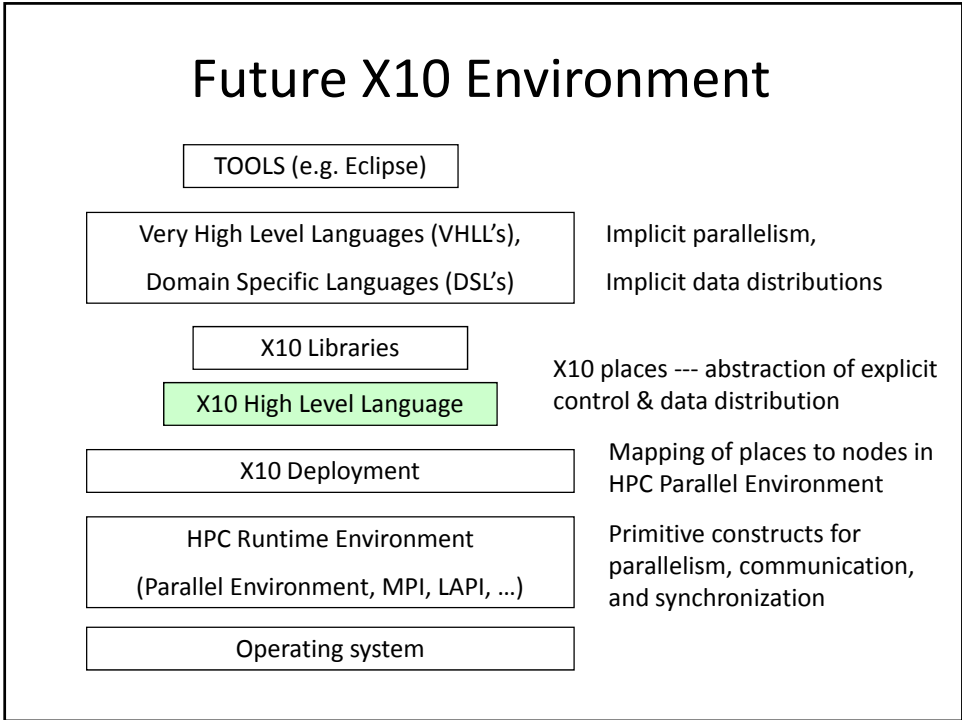 Future X10 Environment
TOOLS (e.g. Eclipse)
Very High Level Languages (VHLL’s),
Domain Specific Languages (DSL’s)
Implicit parallelism,
Implicit data distributions
X10 Libraries
X10 High Level Language
X10 places --- abstraction of explicit
control & data distribution
X10 Deployment
Mapping of places to nodes in
HPC Parallel Environment
HPC Runtime Environment
(Parallel Environment, MPI, LAPI, …)
Primitive constructs for
parallelism, communication,
and synchronization
Operating system